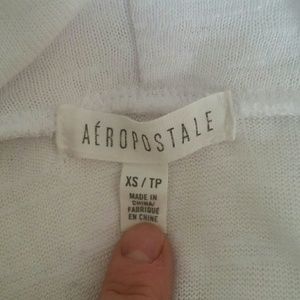 AÉROPOSTALE
XS / TP
MADE IN
CHINA/
FABRIQUÉ
EN CHINE